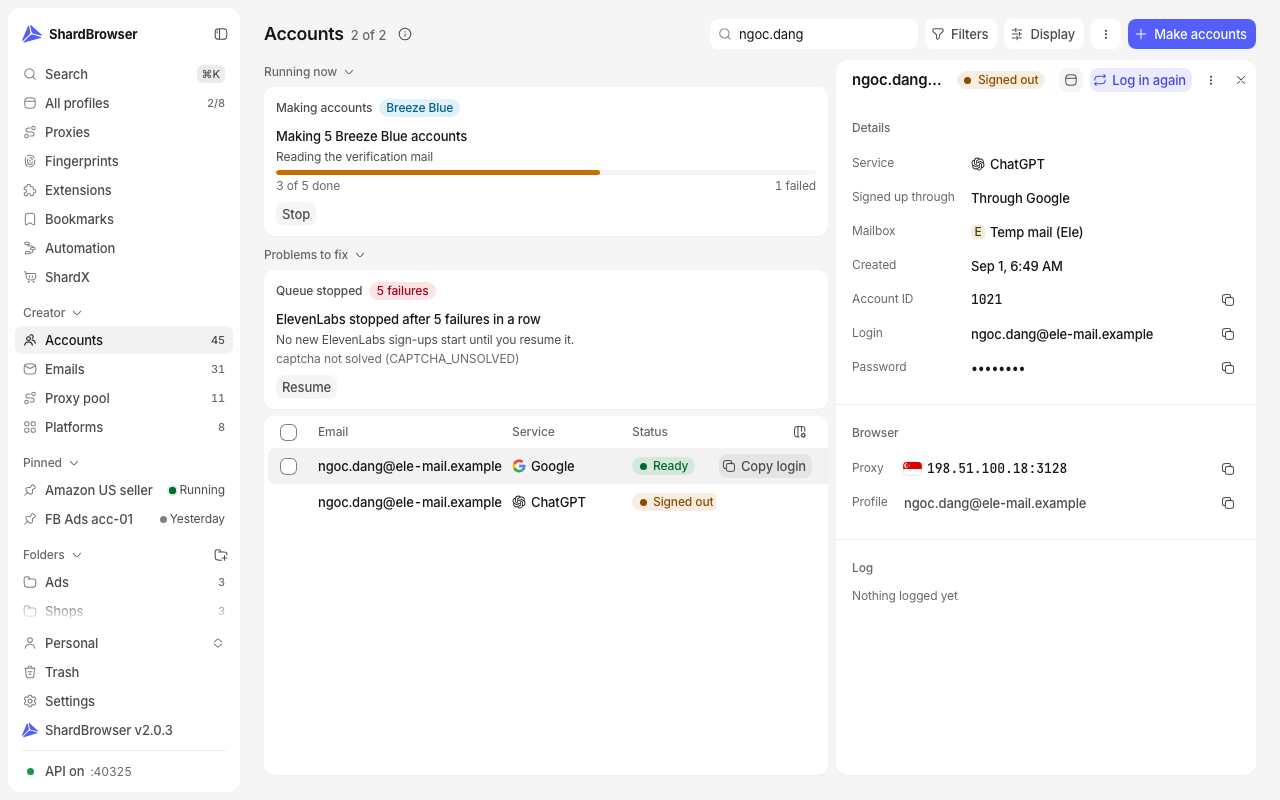 ShardBrowser
Search ⌘K
All profiles 2/8
Proxies
Fingerprints
Extensions
Bookmarks
Automation
ShardX
Creator
Accounts 45
Emails 31
Proxy pool 11
Platforms 8
Pinned
Amazon US seller Running
FB Ads acc-01 Yesterday
Folders
Ads 3
Shops 3
Personal
Trash
Settings
ShardBrowser v2.0.3
API on :40325
Accounts 2 of 2
ngoc.dang
Filters
Display
Make accounts
Running now
Making accounts Breeze Blue
Making 5 Breeze Blue accounts
Reading the verification mail
3 of 5 done 1 failed
Stop
Problems to fix
Queue stopped 5 failures
ElevenLabs stopped after 5 failures in a row
No new ElevenLabs sign-ups start until you resume it.
captcha not solved (CAPTCHA_UNSOLVED)
Resume
Email Service Status
ngoc.dang@ele-mail.example Google Ready Copy login
ngoc.dang@ele-mail.example ChatGPT Signed out
ngoc.dang... Signed out Log in again
Details
Service ChatGPT
Signed up through Through Google
Mailbox E Temp mail (Ele)
Created Sep 1, 6:49 AM
Account ID 1021
Login ngoc.dang@ele-mail.example
Password ••••••••
Browser
Proxy 198.51.100.18:3128
Profile ngoc.dang@ele-mail.example
Log
Nothing logged yet